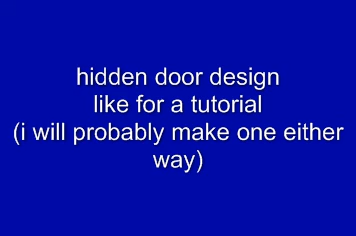 hidden door design
like for a tutorial
(i will probably make one either
way)